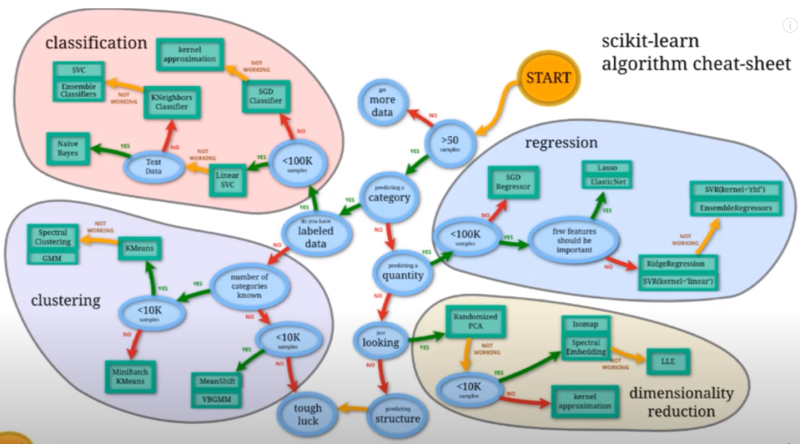 classification
scikit-learn
algorithm cheat-sheet
kernel
approximation
NOT
WORKING
START
SVC
Ensemble
Classifiers
NOT
WORKING
KNeighbors
Classifier
SGD
Classifier
get
more
data
NO
>50
samples
NO
NO
YES
Naive
Bayes
YES
Text
Data
NOT
WORKING
Linear
SVC
YES
<100K
samples
YES
predicting a
category
YES
do you have
labeled
data
NO
NO
regression
SGD
Regressor
Lasso
ElasticNet
SVR(kernel='rbf')
EnsembleRegressors
NO
YES
<100K
samples
YES
few features
should be
important
NOT
WORKING
NO
RidgeRegression
SVR(kernel='linear')
YES
predicting a
quantity
NO
Spectral
Clustering
GMM
NOT
WORKING
KMeans
clustering
YES
number of
categories
known
YES
<10K
samples
NO
NO
<10K
samples
YES
NO
MiniBatch
KMeans
MeanShift
VBGMM
tough
luck
just
looking
YES
NO
predicting
structure
Randomized
PCA
NOT
WORKING
<10K
samples
YES
NO
Isomap
Spectral
Embedding
NOT
WORKING
LLE
kernel
approximation
dimensionality
reduction